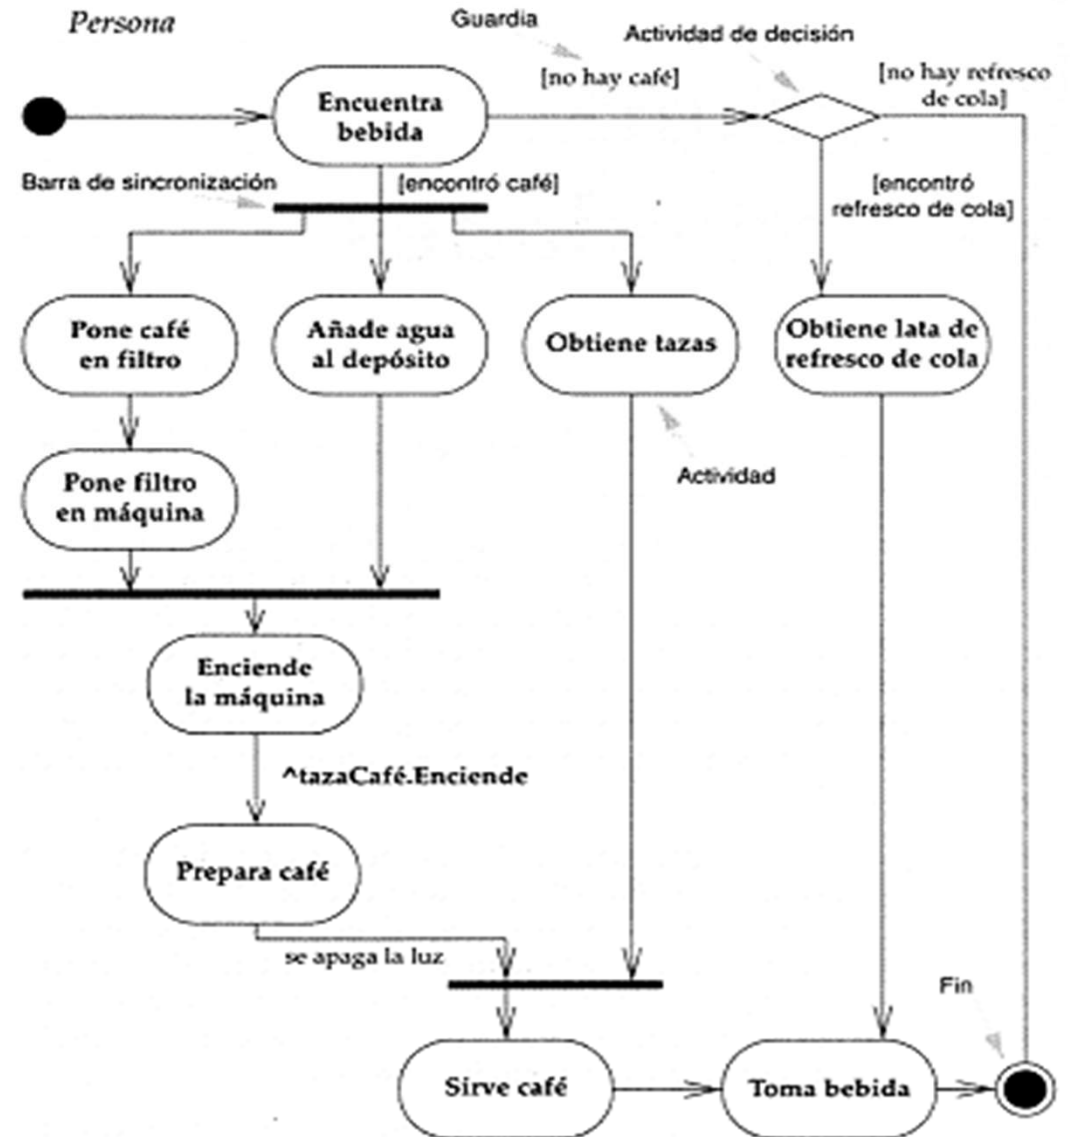 Persona
Guardia
Actividad de decisión
[no hay café]
[no hay refresco
de cola]
Encuentra
bebida
Barra de sincronización
[encontró café]
[encontró
refresco de cola]
Pone café
en filtro
Añade agua
al depósito
Obtiene tazas
Obtiene lata de
refresco de cola
Actividad
Pone filtro
en máquina
Enciende
la máquina
^tazaCafé.Enciende
Prepara café
se apaga la luz
Fin
Sirve café
Toma bebida